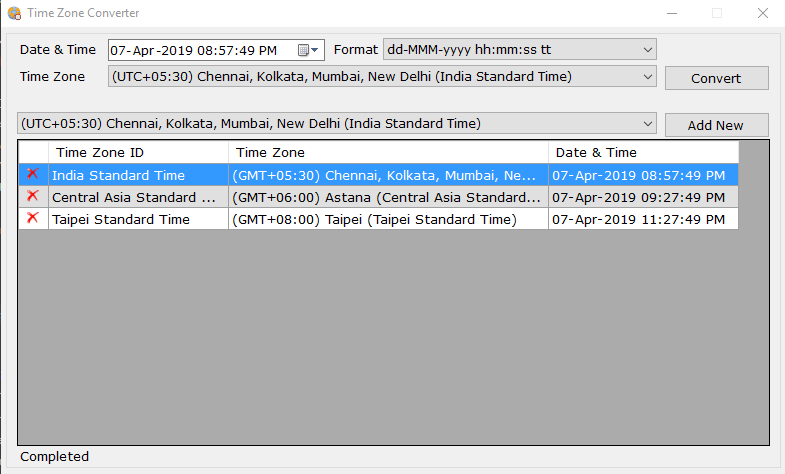 Time Zone Converter
Date & Time 07-Apr-2019 08:57:49 PM Format dd-MMM-yyyy hh:mm:ss tt
Time Zone (UTC+05:30) Chennai, Kolkata, Mumbai, New Delhi (India Standard Time) Convert
(UTC+05:30) Chennai, Kolkata, Mumbai, New Delhi (India Standard Time) Add New
Time Zone ID Time Zone Date & Time
India Standard Time (GMT+05:30) Chennai, Kolkata, Mumbai, Ne... 07-Apr-2019 08:57:49 PM
Central Asia Standard ... (GMT+06:00) Astana (Central Asia Standard... 07-Apr-2019 09:27:49 PM
Taipei Standard Time (GMT+08:00) Taipei (Taipei Standard Time) 07-Apr-2019 11:27:49 PM
Completed